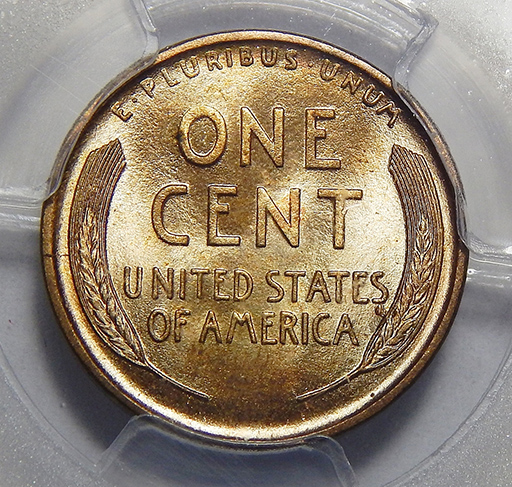 E·PLURIBUS·UNUM
ONE
CENT
UNITED STATES
OF AMERICA